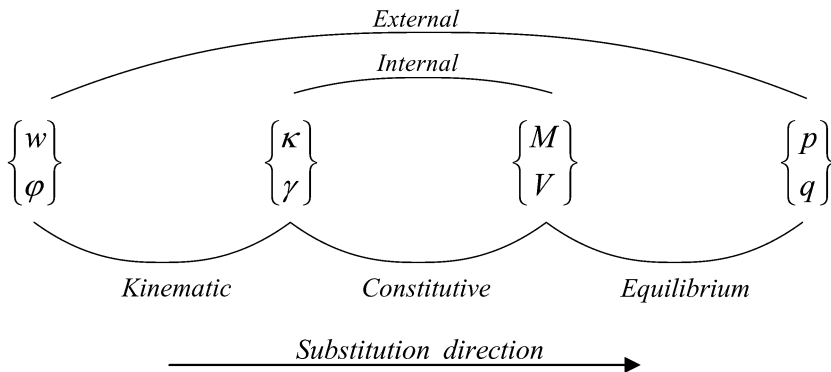 External
Internal
{w φ} {κ γ} {M V} {p q}
Kinematic Constitutive Equilibrium
Substitution direction